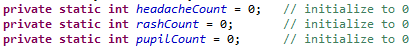 private static int headacheCount = 0;   // initialize to 0
private static int rashCount = 0;       // initialize to 0
private static int pupilCount = 0;      // initialize to 0